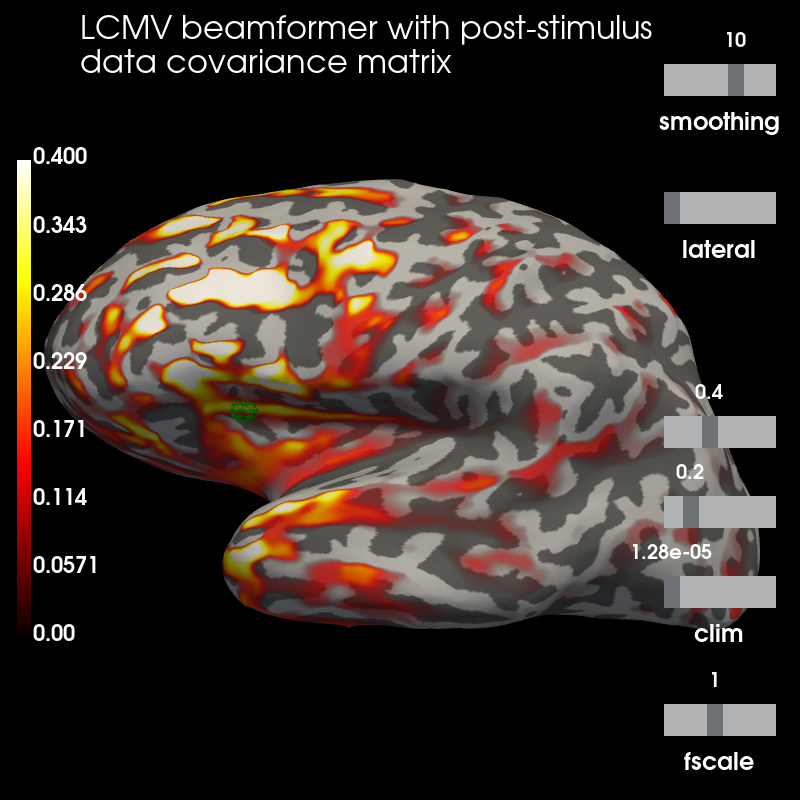 LCMV beamformer with post-stimulus
data covariance matrix
10
smoothing
lateral
0.400
0.343
0.286
0.229
0.171
0.114
0.0571
0.00
0.4
0.2
1.28e-05
clim
1
fscale